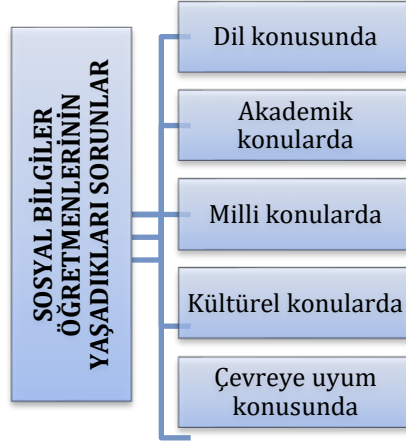 SOSYAL BİLGİLER
ÖĞRETMENLERİNİN
YAŞADIKLARI SORUNLAR
Dil konusunda
Akademik
konularda
Milli konularda
Kültürel konularda
Çevreye uyum
konusunda